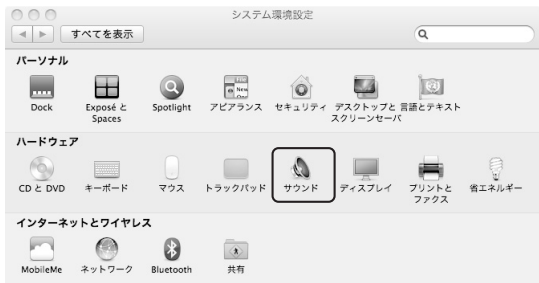 システム環境設定
すべてを表示
パーソナル
Dock
Exposé と
Spaces
Spotlight
アピアランス
セキュリティ
デスクトップと
スクリーンセーバ
言語とテキスト
ハードウェア
CD と DVD
キーボード
マウス
トラックパッド
サウンド
ディスプレイ
プリントと
ファクス
省エネルギー
インターネットとワイヤレス
MobileMe
ネットワーク
Bluetooth
共有